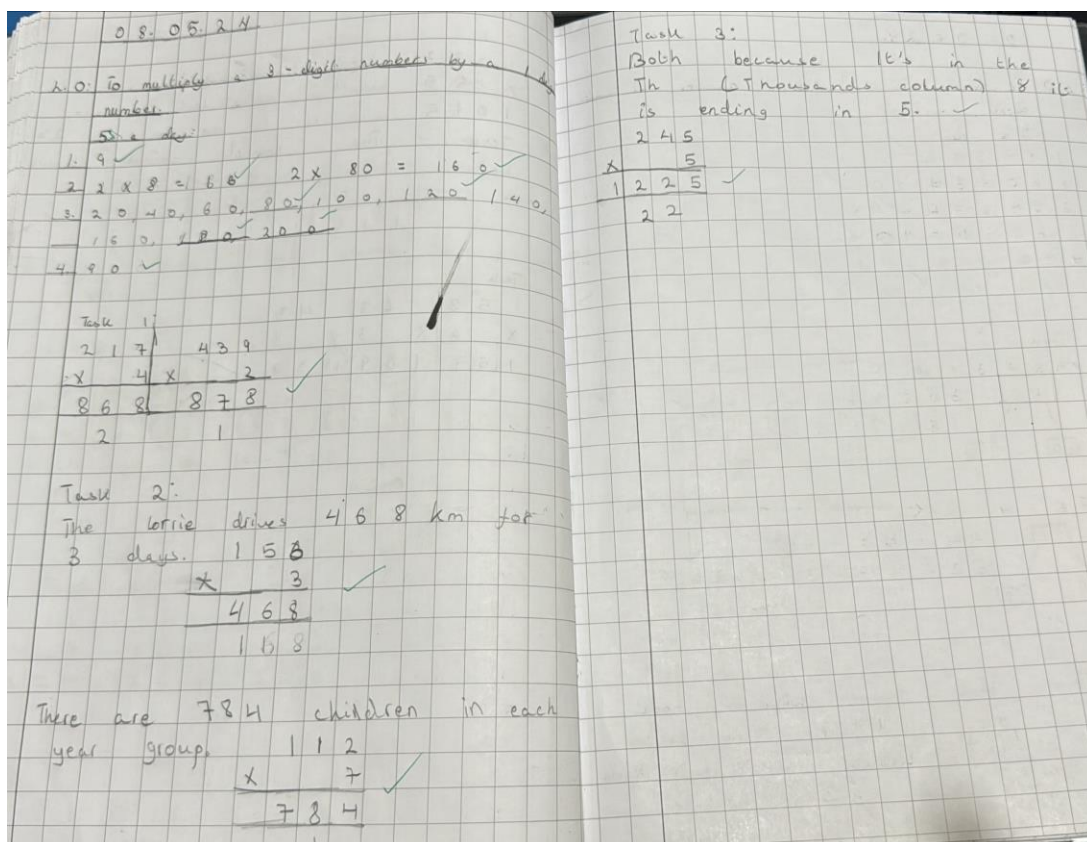 08.05.24
L.O: To multiply a 3-digit numbers by a 1d
number.
5 a day
1. 9
2. 2 x 8 = 16 2 x 80 = 160
3. 20, 40, 60, 80, 100, 120, 140,
160, 180, 200
4. 90
Task 1:
217 439
x 4 x 2
868 878
2 1
Task 2:
The lorrie drives 468 km for
3 days. 156
x 3
468
1
There are 784 children in each
year group. 112
x 7
784
1
Task 3:
Both because It's in the
Th (Thousands column) 8 it
is ending in 5.
245
x 5
1225
22